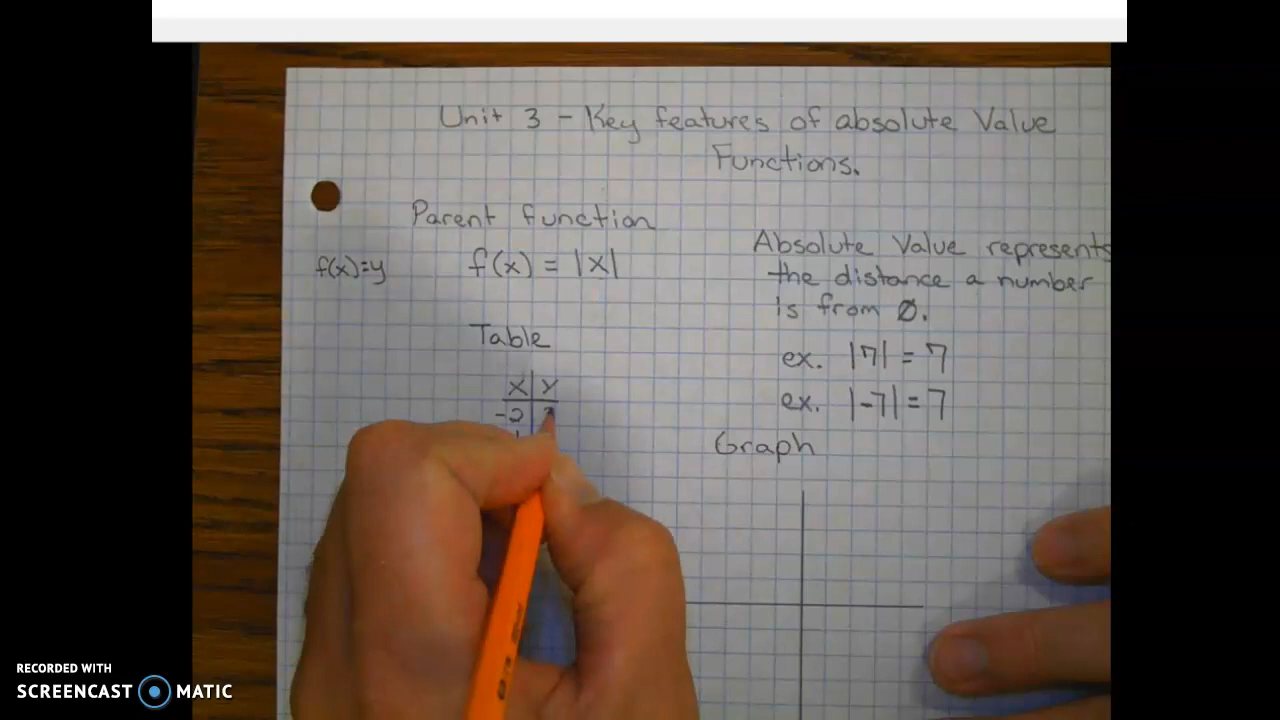 Unit 3 - Key features of absolute Value
Functions.
Parent function
f(x)=y
f(x) = |x|
Absolute Value represents
the distance a number
is from 0.
Table
ex. |7| = 7
x y
ex. |-7| = 7
-2
Graph
RECORDED WITH
SCREENCAST MATIC